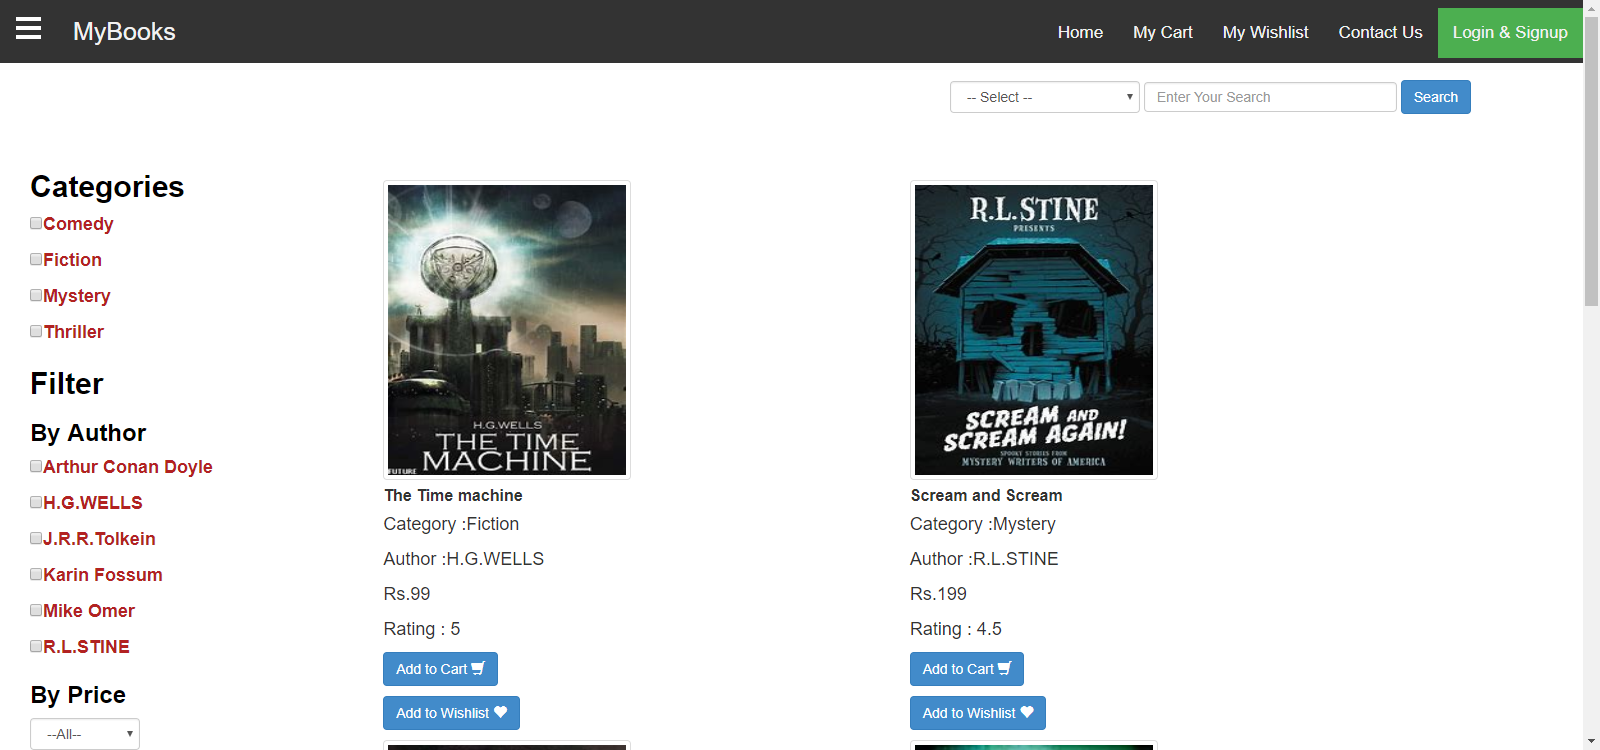 MyBooks
Home My Cart My Wishlist Contact Us Login & Signup
-- Select -- Enter Your Search Search
Categories
Comedy
Fiction
Mystery
Thriller
Filter
By Author
Arthur Conan Doyle
H.G.WELLS
J.R.R.Tolkein
Karin Fossum
Mike Omer
R.L.STINE
By Price
--All--
H.G.WELLS
THE TIME
MACHINE
FUTURE
The Time machine
Category :Fiction
Author :H.G.WELLS
Rs.99
Rating : 5
Add to Cart
Add to Wishlist
R.L.STINE
PRESENTS
SCREAM AND
SCREAM AGAIN!
SPOOKY STORIES FROM
MYSTERY WRITERS OF AMERICA
Scream and Scream
Category :Mystery
Author :R.L.STINE
Rs.199
Rating : 4.5
Add to Cart
Add to Wishlist